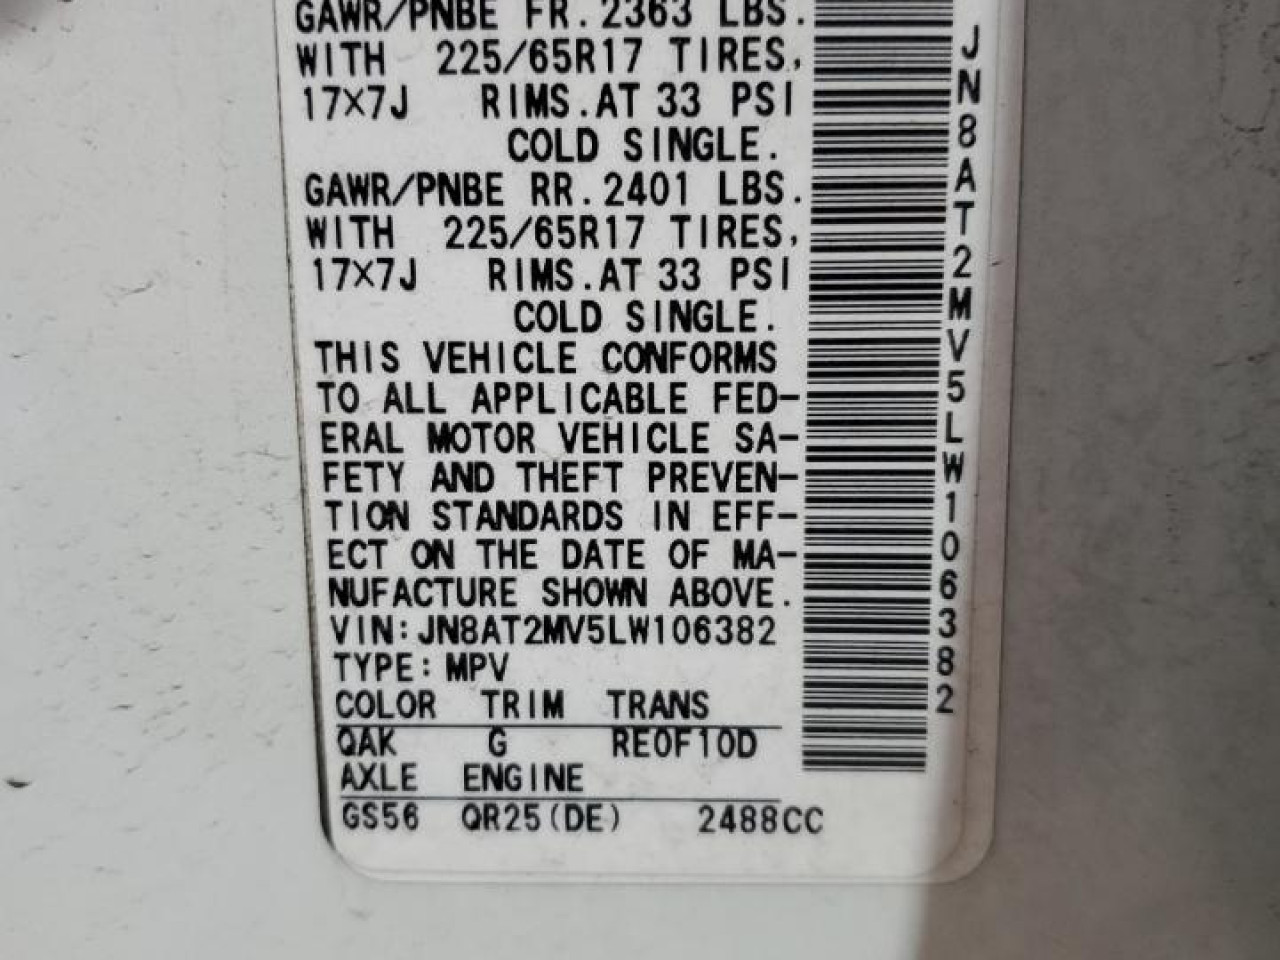 GAWR/PNBE FR. 2363 LBS.
WITH 225/65R17 TIRES,
17×7J RIMS. AT 33 PSI
COLD SINGLE.
GAWR/PNBE RR. 2401 LBS.
WITH 225/65R17 TIRES,
17×7J RIMS. AT 33 PSI
COLD SINGLE.
THIS VEHICLE CONFORMS
TO ALL APPLICABLE FED-
ERAL MOTOR VEHICLE SA-
FETY AND THEFT PREVEN-
TION STANDARDS IN EFF-
ECT ON THE DATE OF MA-
NUFACTURE SHOWN ABOVE.
VIN: JN8AT2MV5LW106382
TYPE: MPV
COLOR TRIM TRANS
QAK G RE0F10D
AXLE ENGINE
GS56 QR25(DE) 2488CC
JN8AT2MV5LW106382